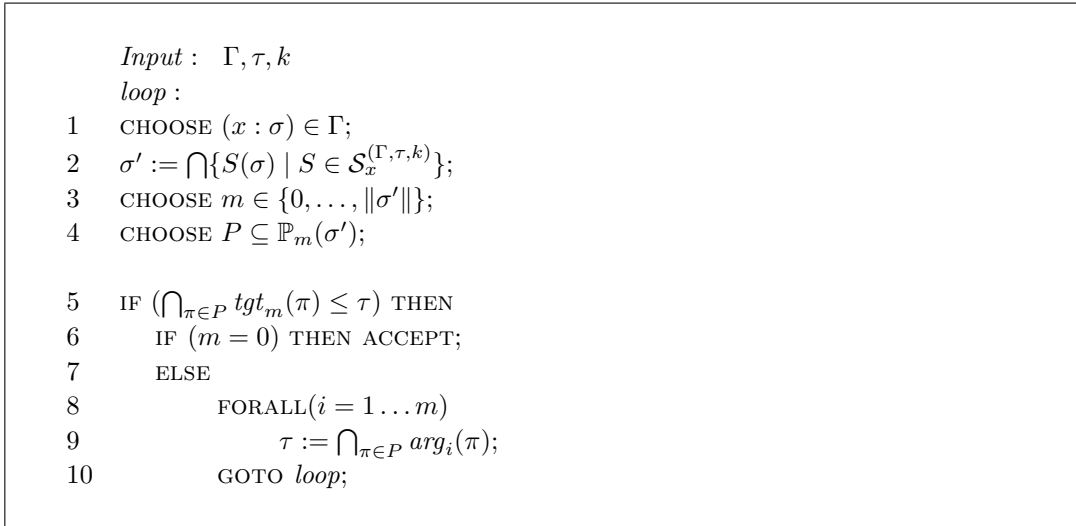 Input : Γ, τ, k
loop :
1 CHOOSE (x : σ) ∈ Γ;
2 σ′ := ⋂{S(σ) | S ∈ 𝒮ₓ^(Γ,τ,k)};
3 CHOOSE m ∈ {0, . . . , ‖σ′‖};
4 CHOOSE P ⊆ ℙₘ(σ′);
5 IF (⋂_{π∈P} tgtₘ(π) ≤ τ) THEN
6 IF (m = 0) THEN ACCEPT;
7 ELSE
8 FORALL(i = 1 . . . m)
9 τ := ⋂_{π∈P} argᵢ(π);
10 GOTO loop;